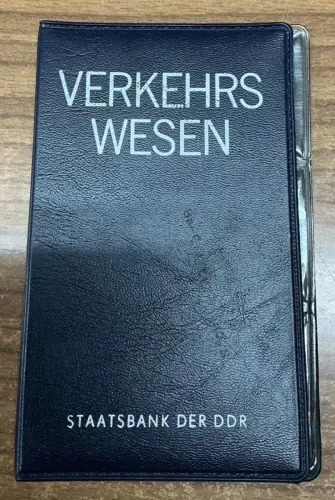 VERKEHRS
WESEN
STAATSBANK DER DDR